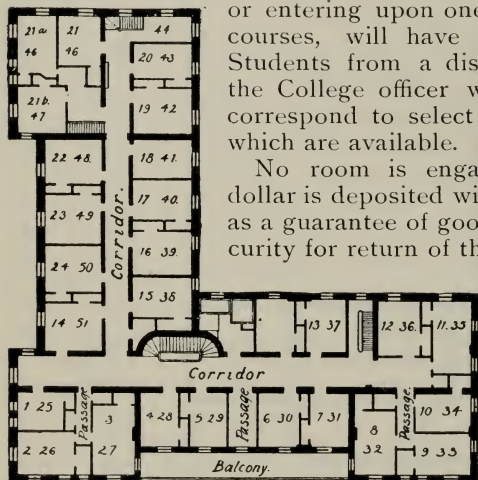 or entering upon one
courses, will have
Students from a dis
the College officer w
correspond to select
which are available.
No room is enga
dollar is deposited wi
as a guarantee of goo
curity for return of th
21a 21 44
46 46
20 43
21b. 19 42
47
22 48. 18 41.
23 49 17 40.
24 50 16 39.
14 51 15 38
Corridor.
13 37 12 36. 11. 35
Corridor
1 25 Passage. 3 4 28 5 29 Passage 6 30 7 31 8 Passage. 10 34
2 26 27 32 9 33
Balcony.